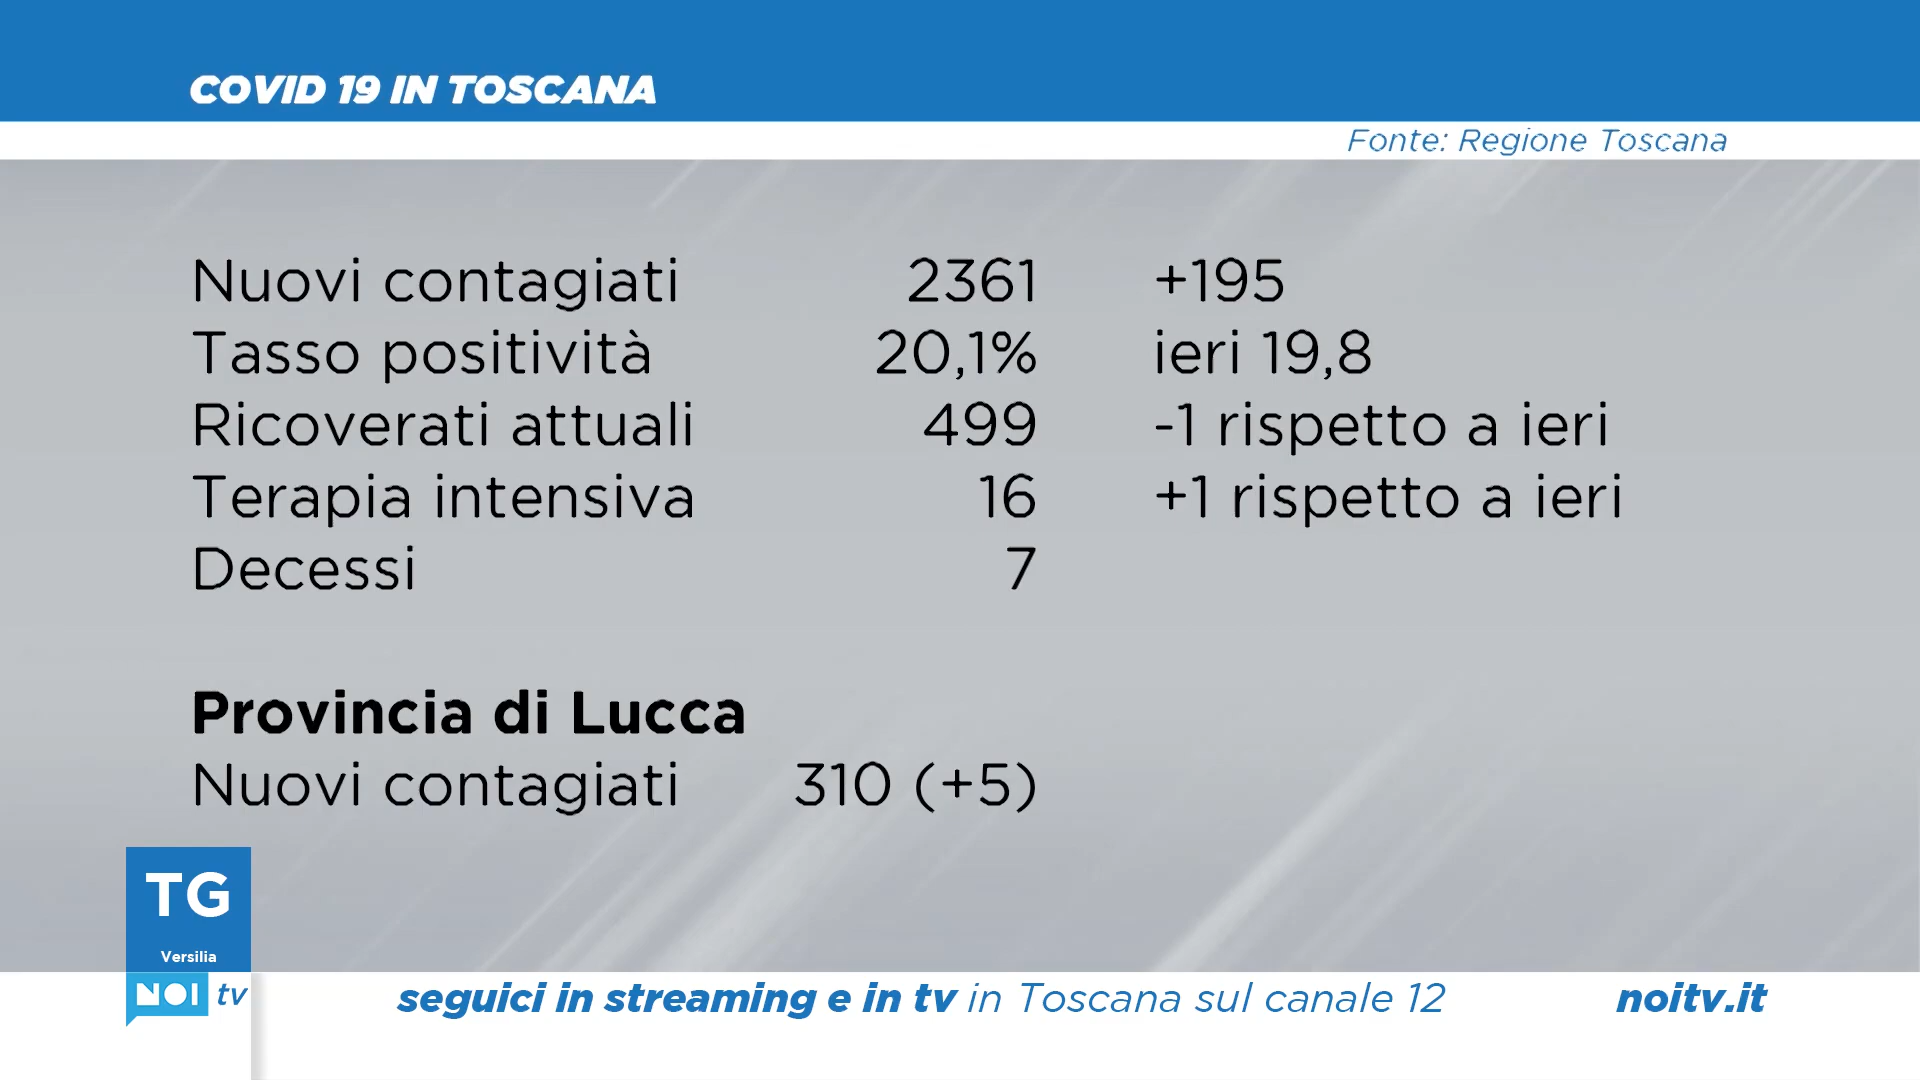 COVID 19 IN TOSCANA
Fonte: Regione Toscana
Nuovi contagiati 2361 +195
Tasso positività 20,1% ieri 19,8
Ricoverati attuali 499 -1 rispetto a ieri
Terapia intensiva 16 +1 rispetto a ieri
Decessi 7
Provincia di Lucca
Nuovi contagiati 310 (+5)
TG
Versilia
NOI tv
seguici in streaming e in tv in Toscana sul canale 12 noitv.it